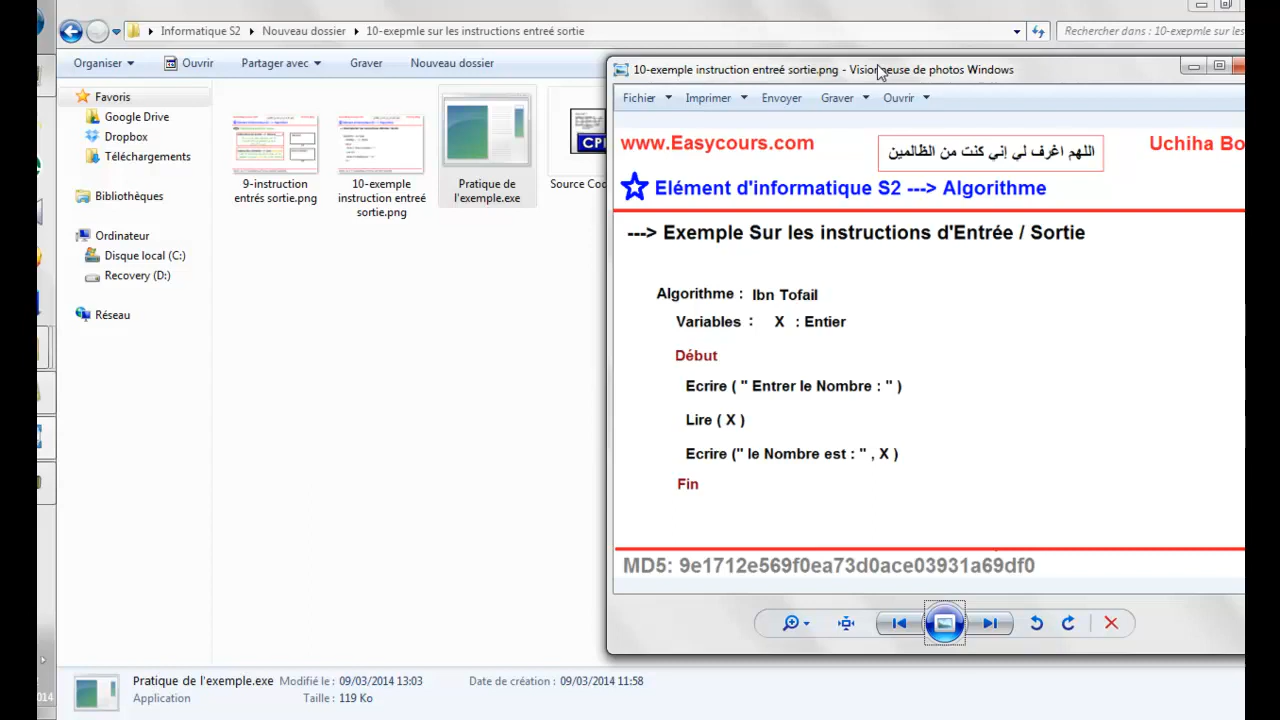 Informatique S2
Nouveau dossier
10-exepmle sur les instructions entreé sortie
Rechercher dans : 10-exepmle sur les
Organiser
Ouvrir
Partager avec
Graver
Nouveau dossier
Favoris
Google Drive
Dropbox
Téléchargements
Bibliothèques
Ordinateur
Disque local (C:)
Recovery (D:)
Réseau
9-instruction
entrés sortie.png
10-exemple
instruction entreé
sortie.png
Pratique de
l'exemple.exe
DEV
Source
10-exemple instruction entreé sortie.png - Visionneuse de photos Windows
Fichier
Imprimer
Envoyer
Graver
Ouvrir
www.Easycours.com
اللهم اغرف لي إني كنت من الظالمين
Uchiha Bo
Elément d'informatique S2 ---> Algorithme
---> Exemple Sur les instructions d'Entrée / Sortie
Algorithme : Ibn Tofail
Variables : X : Entier
Début
Ecrire ( " Entrer le Nombre : " )
Lire ( X )
Ecrire (" le Nombre est : " , X )
Fin
MD5: 9e1712e569f0ea73d0ace03931a69df0
Pratique de l'exemple.exe
Modifié le : 09/03/2014 13:03
Date de création : 09/03/2014 11:58
Application
Taille : 119 Ko